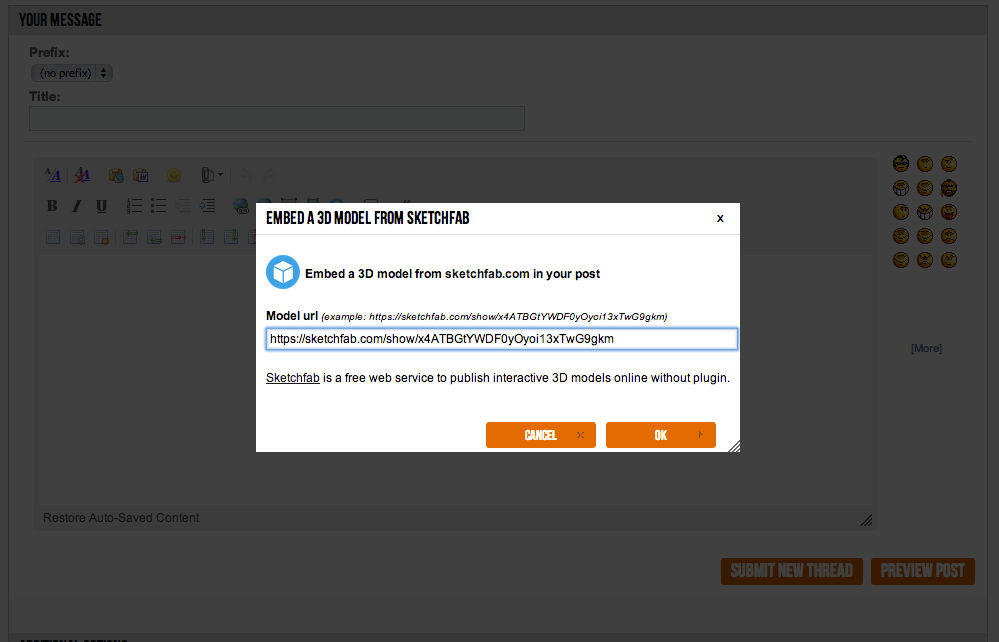 YOUR MESSAGE
Prefix:
(no prefix)
Title:
B I U
EMBED A 3D MODEL FROM SKETCHFAB x
Embed a 3D model from sketchfab.com in your post
Model url (example: https://sketchfab.com/show/x4ATBGtYWDF0yOyoi13xTwG9gkm)
https://sketchfab.com/show/x4ATBGtYWDF0yOyoi13xTwG9gkm
Sketchfab is a free web service to publish interactive 3D models online without plugin.
CANCEL OK
[More]
Restore Auto-Saved Content
SUBMIT NEW THREAD PREVIEW POST
ADDITIONAL OPTIONS